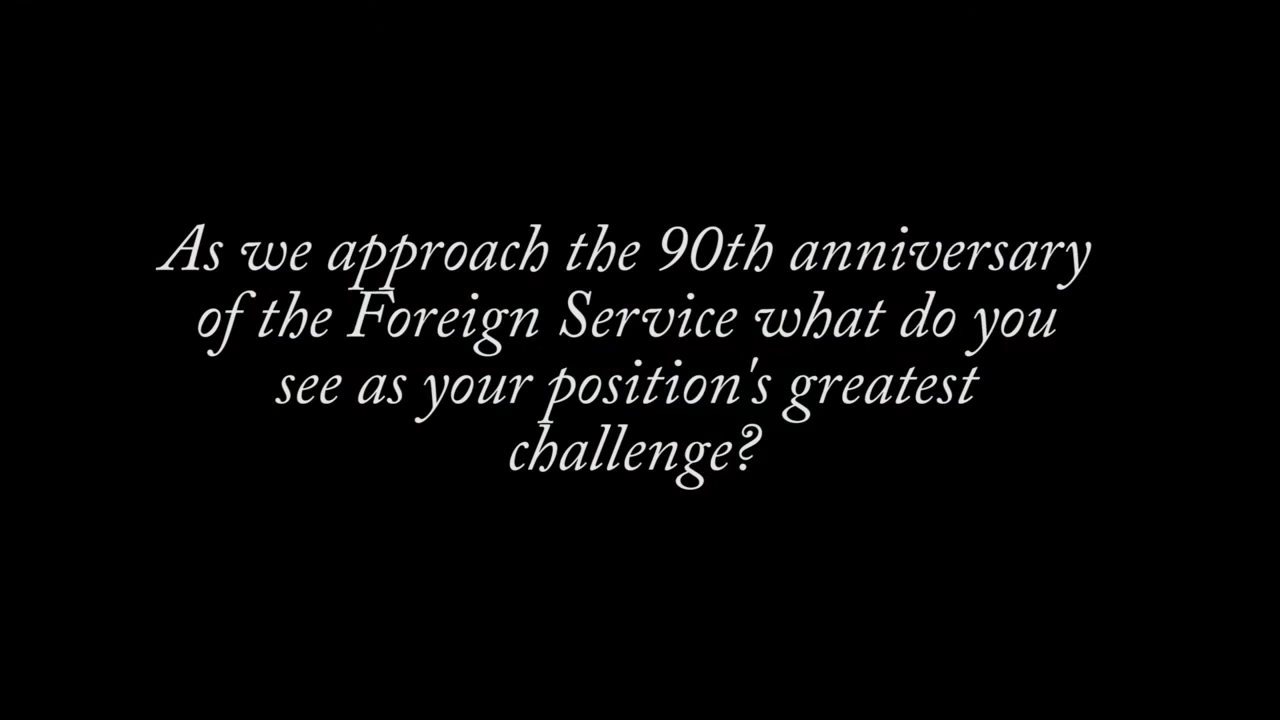 As we approach the 90th anniversary
of the Foreign Service what do you
see as your position's greatest
challenge?